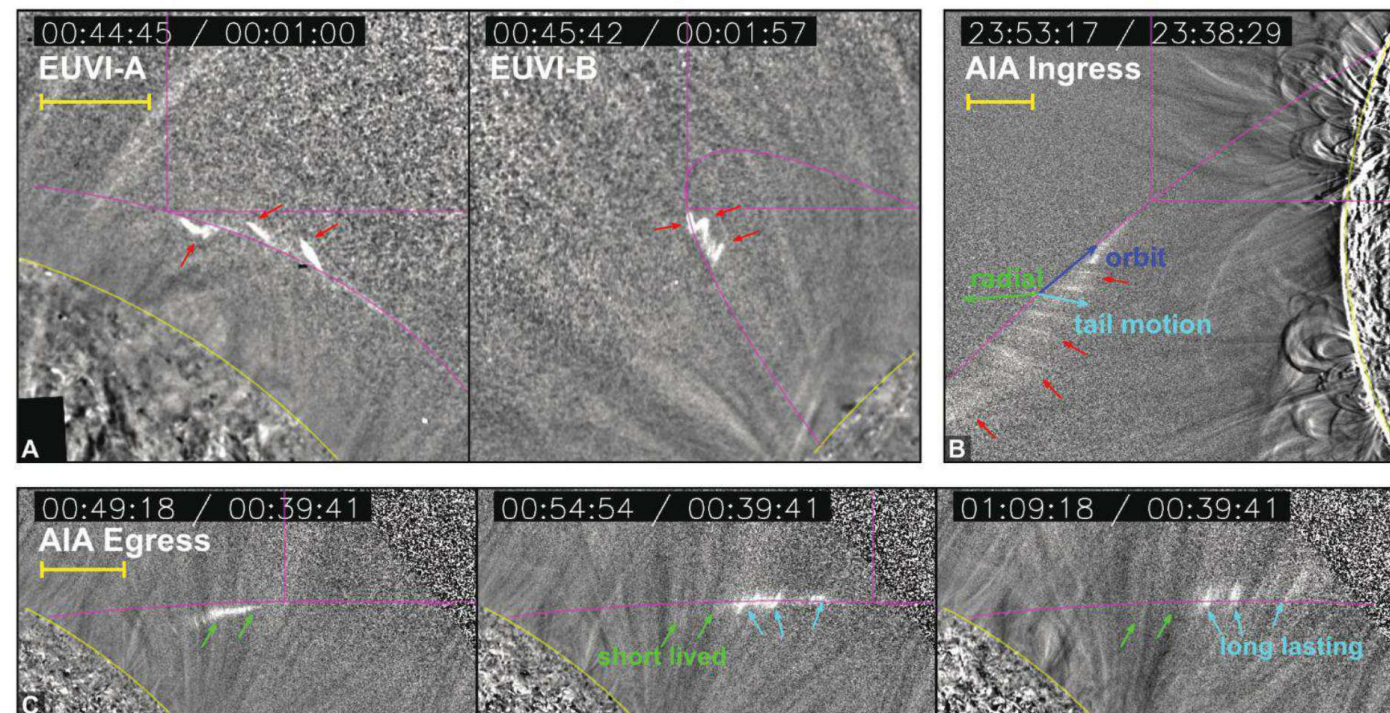 00:44:45 / 00:01:00
EUVI-A
A
00:45:42 / 00:01:57
EUVI-B
23:53:17 / 23:38:29
AIA Ingress
orbit
radial
tail motion
B
00:49:18 / 00:39:41
AIA Egress
C
00:54:54 / 00:39:41
short lived
01:09:18 / 00:39:41
long lasting